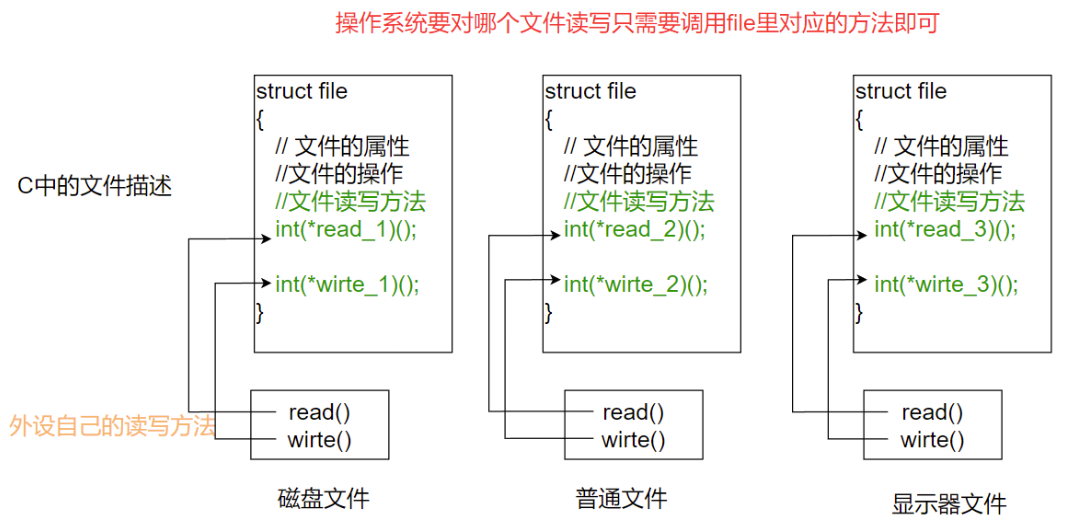 操作系统要对哪个文件读写只需要调用file里对应的方法即可
C中的文件描述
struct file
{
// 文件的属性
//文件的操作
//文件读写方法
int(*read_1)();
int(*wirte_1)();
}
struct file
{
// 文件的属性
//文件的操作
//文件读写方法
int(*read_2)();
int(*wirte_2)();
}
struct file
{
// 文件的属性
//文件的操作
//文件读写方法
int(*read_3)();
int(*wirte_3)();
}
外设自己的读写方法
read()
wirte()
磁盘文件
read()
wirte()
普通文件
read()
wirte()
显示器文件